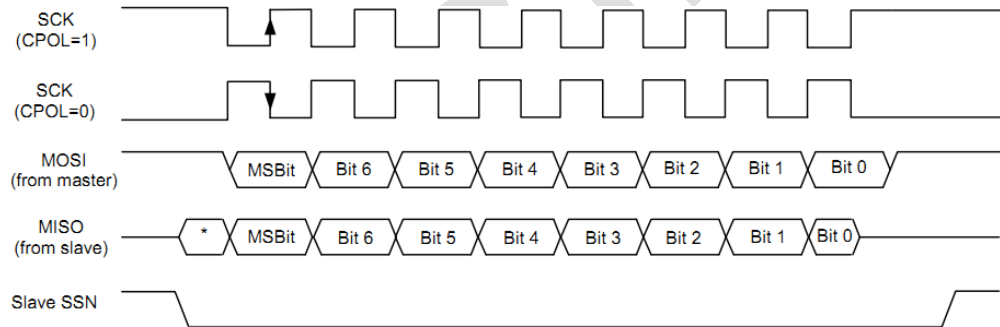 SCK
(CPOL=1)
SCK
(CPOL=0)
MOSI
(from master)
MSBit Bit 6 Bit 5 Bit 4 Bit 3 Bit 2 Bit 1 Bit 0
MISO
(from slave)
* MSBit Bit 6 Bit 5 Bit 4 Bit 3 Bit 2 Bit 1 Bit 0
Slave SSN